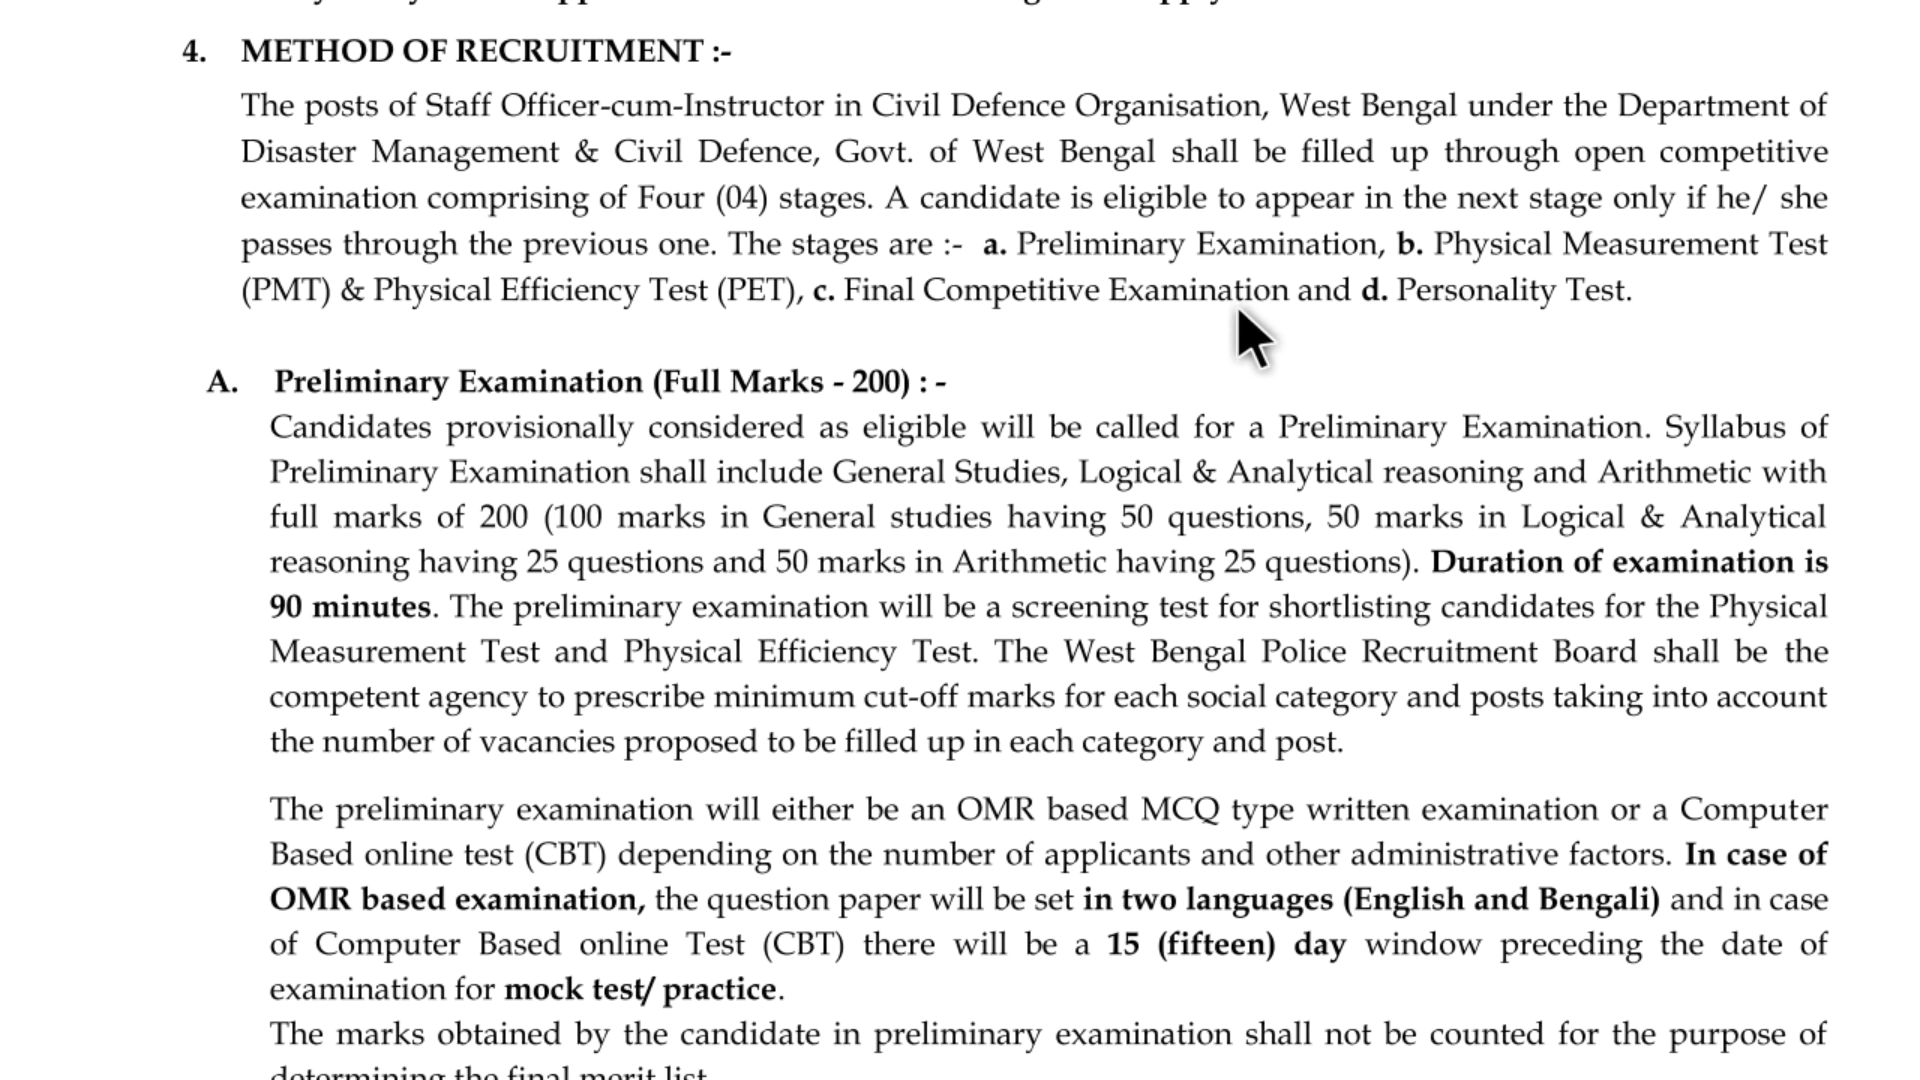 4. METHOD OF RECRUITMENT :-
The posts of Staff Officer-cum-Instructor in Civil Defence Organisation, West Bengal under the Department of
Disaster Management & Civil Defence, Govt. of West Bengal shall be filled up through open competitive
examination comprising of Four (04) stages. A candidate is eligible to appear in the next stage only if he/ she
passes through the previous one. The stages are :- a. Preliminary Examination, b. Physical Measurement Test
(PMT) & Physical Efficiency Test (PET), c. Final Competitive Examination and d. Personality Test.
A. Preliminary Examination (Full Marks - 200) : -
Candidates provisionally considered as eligible will be called for a Preliminary Examination. Syllabus of
Preliminary Examination shall include General Studies, Logical & Analytical reasoning and Arithmetic with
full marks of 200 (100 marks in General studies having 50 questions, 50 marks in Logical & Analytical
reasoning having 25 questions and 50 marks in Arithmetic having 25 questions). Duration of examination is
90 minutes. The preliminary examination will be a screening test for shortlisting candidates for the Physical
Measurement Test and Physical Efficiency Test. The West Bengal Police Recruitment Board shall be the
competent agency to prescribe minimum cut-off marks for each social category and posts taking into account
the number of vacancies proposed to be filled up in each category and post.
The preliminary examination will either be an OMR based MCQ type written examination or a Computer
Based online test (CBT) depending on the number of applicants and other administrative factors. In case of
OMR based examination, the question paper will be set in two languages (English and Bengali) and in case
of Computer Based online Test (CBT) there will be a 15 (fifteen) day window preceding the date of
examination for mock test/ practice.
The marks obtained by the candidate in preliminary examination shall not be counted for the purpose of
determining the final merit list.